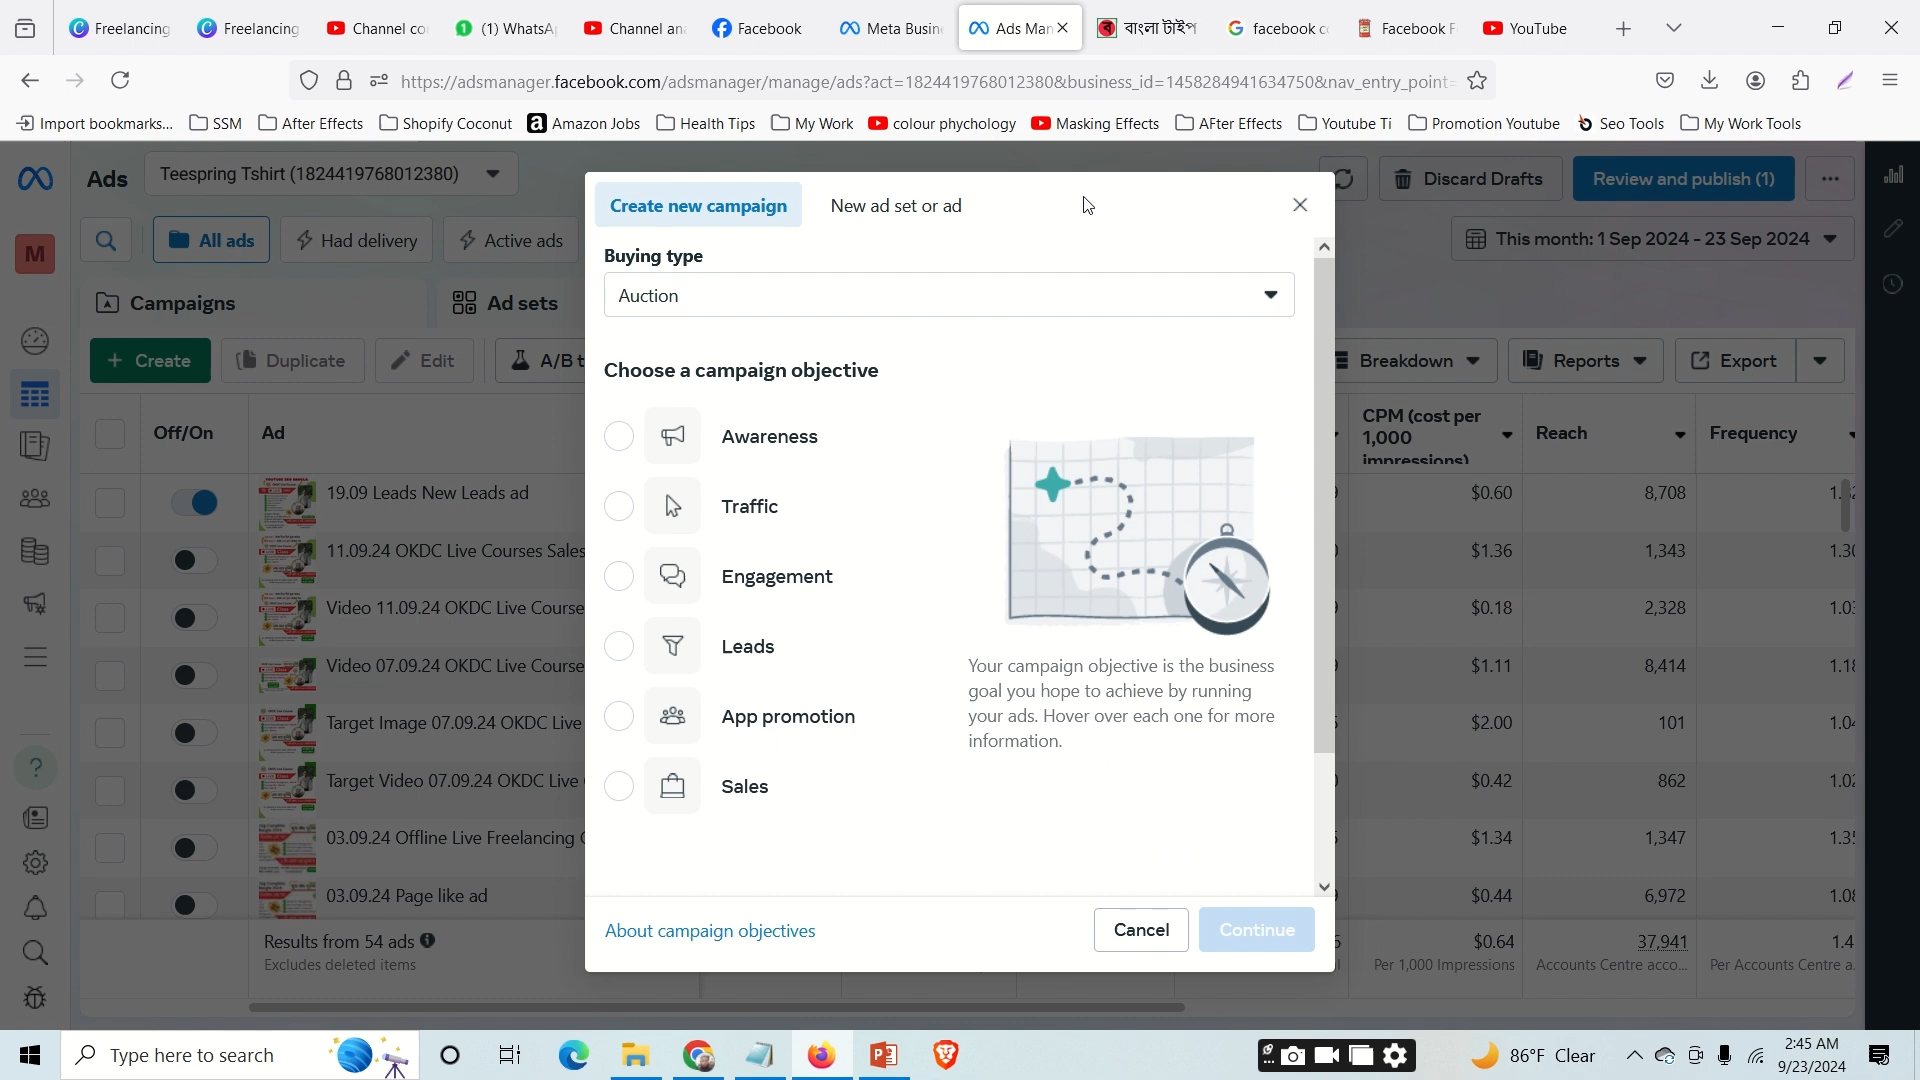 Freelancing
Freelancing
Channel co
(1) WhatsA
Channel an
Facebook
Meta Busin
Ads Man
বাংলা টাইপ
facebook c
Facebook F
YouTube
https://adsmanager.facebook.com/adsmanager/manage/ads?act=1824419768012380&business_id=1458284941634750&nav_entry_point=
Import bookmarks...
SSM
After Effects
Shopify Coconut
Amazon Jobs
Health Tips
My Work
colour phychology
Masking Effects
AFter Effects
Youtube Ti
Promotion Youtube
Seo Tools
My Work Tools
Ads
Teespring Tshirt (1824419768012380)
Discard Drafts
Review and publish (1)
M
All ads
Had delivery
Active ads
This month: 1 Sep 2024 - 23 Sep 2024
Campaigns
Ad sets
Create
Duplicate
Edit
A/B t
Breakdown
Reports
Export
Off/On
Ad
CPM (cost per
1,000
impressions)
Reach
Frequency
19.09 Leads New Leads ad
$0.60
8,708
11.09.24 OKDC Live Courses Sales
$1.36
1,343
1.30
Video 11.09.24 OKDC Live Course
$0.18
2,328
1.03
Video 07.09.24 OKDC Live Course
$1.11
8,414
1.18
Target Image 07.09.24 OKDC Live
$2.00
101
1.04
Target Video 07.09.24 OKDC Live
$0.42
862
1.02
03.09.24 Offline Live Freelancing
$1.34
1,347
1.35
03.09.24 Page like ad
$0.44
6,972
1.08
Results from 54 ads
Excludes deleted items
$0.64
Per 1,000 Impressions
37,941
Accounts Centre acco...
1.4
Per Accounts Centre a
Create new campaign
New ad set or ad
Buying type
Auction
Choose a campaign objective
Awareness
Traffic
Engagement
Leads
App promotion
Sales
Your campaign objective is the business
goal you hope to achieve by running
your ads. Hover over each one for more
information.
About campaign objectives
Cancel
Continue
Type here to search
86°F Clear
2:45 AM
9/23/2024